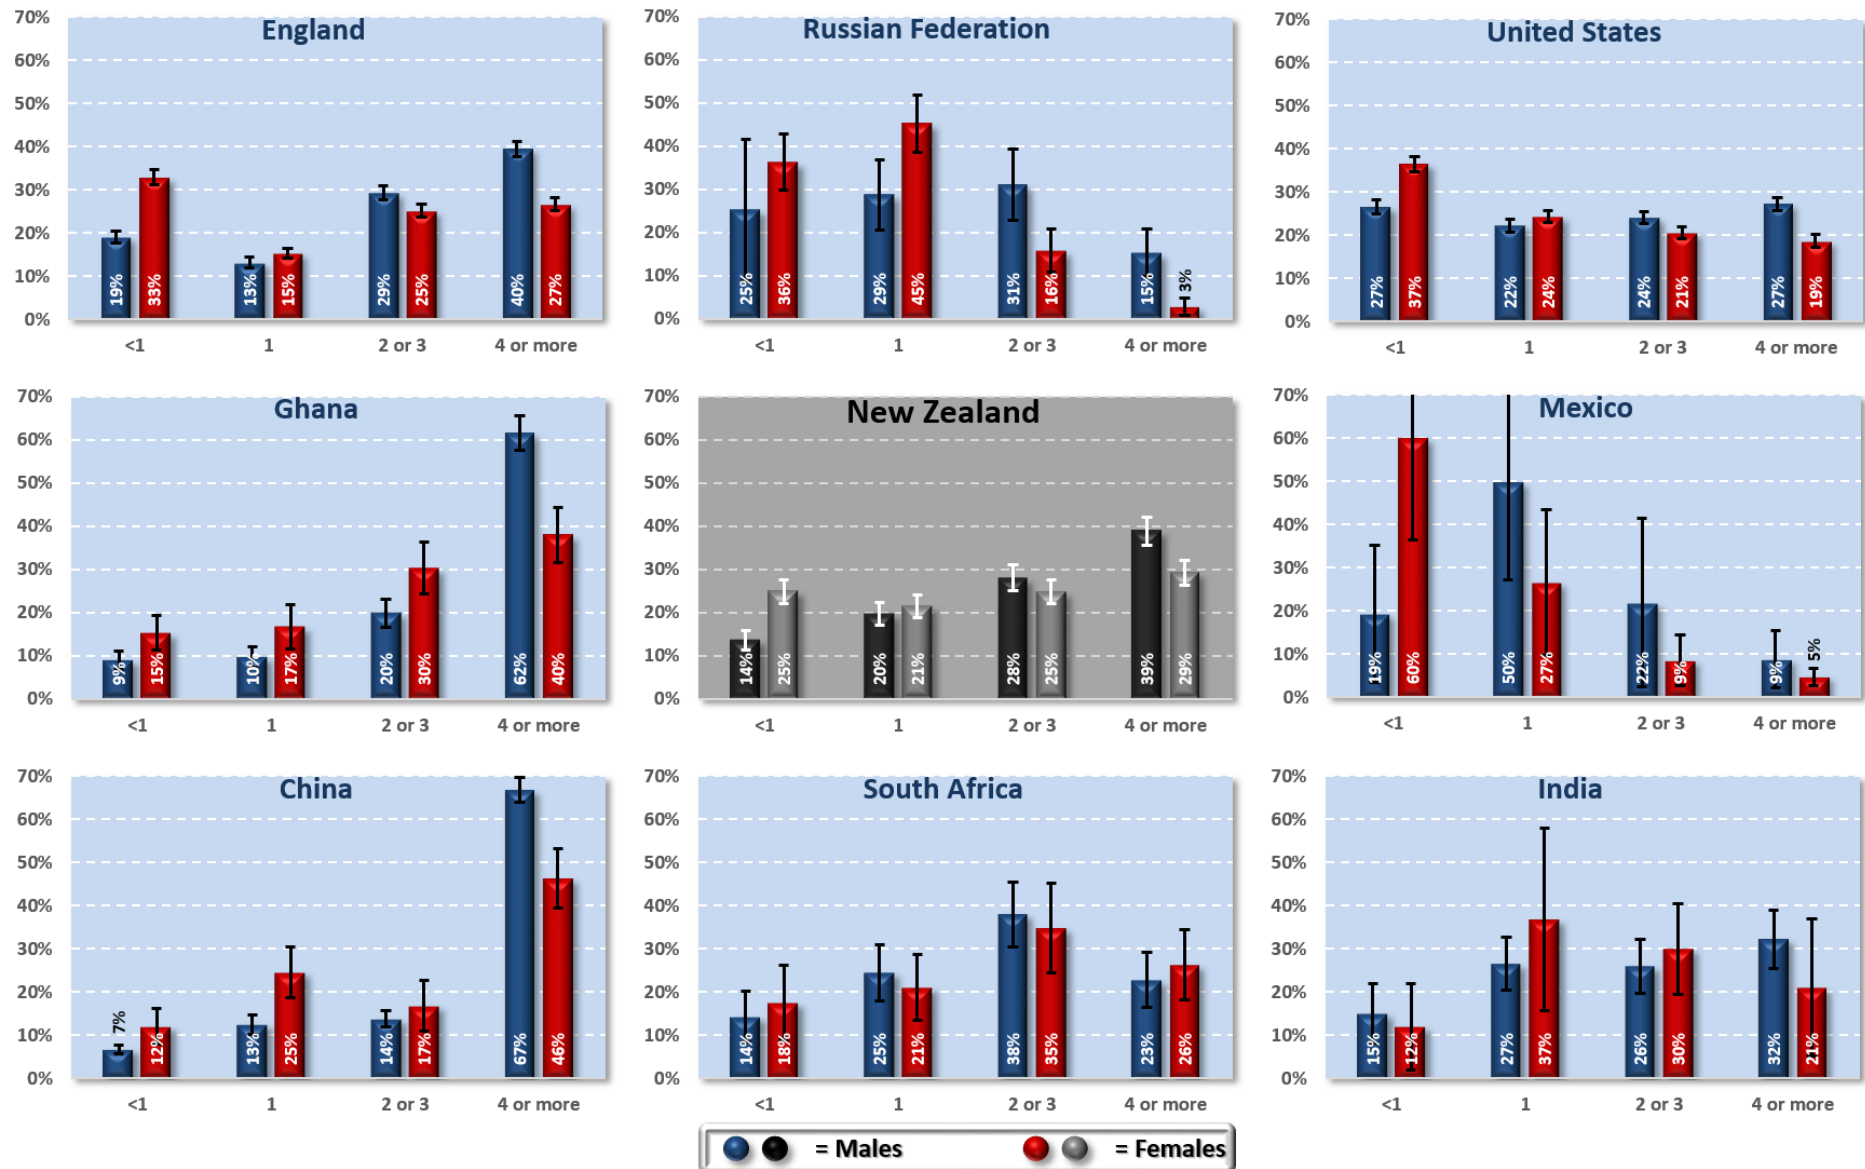 England
70%
60%
50%
40%
30%
20%
10%
0%
19% 33% 13% 15% 29% 25% 40% 27%
<1 1 2 or 3 4 or more
Russian Federation
70%
60%
50%
40%
30%
20%
10%
0%
25% 36% 29% 45% 31% 16% 15% 3%
<1 1 2 or 3 4 or more
United States
70%
60%
50%
40%
30%
20%
10%
0%
27% 37% 22% 24% 24% 21% 27% 19%
<1 1 2 or 3 4 or more
Ghana
70%
60%
50%
40%
30%
20%
10%
0%
9% 15% 10% 17% 20% 30% 62% 40%
<1 1 2 or 3 4 or more
New Zealand
70%
60%
50%
40%
30%
20%
10%
0%
14% 25% 20% 21% 28% 25% 39% 29%
<1 1 2 or 3 4 or more
Mexico
70%
60%
50%
40%
30%
20%
10%
0%
19% 60% 50% 27% 22% 9% 9% 5%
<1 1 2 or 3 4 or more
China
70%
60%
50%
40%
30%
20%
10%
0%
7% 12% 13% 25% 14% 17% 67% 46%
<1 1 2 or 3 4 or more
South Africa
70%
60%
50%
40%
30%
20%
10%
0%
14% 18% 25% 21% 38% 35% 23% 26%
<1 1 2 or 3 4 or more
India
70%
60%
50%
40%
30%
20%
10%
0%
15% 12% 27% 37% 26% 30% 32% 21%
<1 1 2 or 3 4 or more
= Males = Females